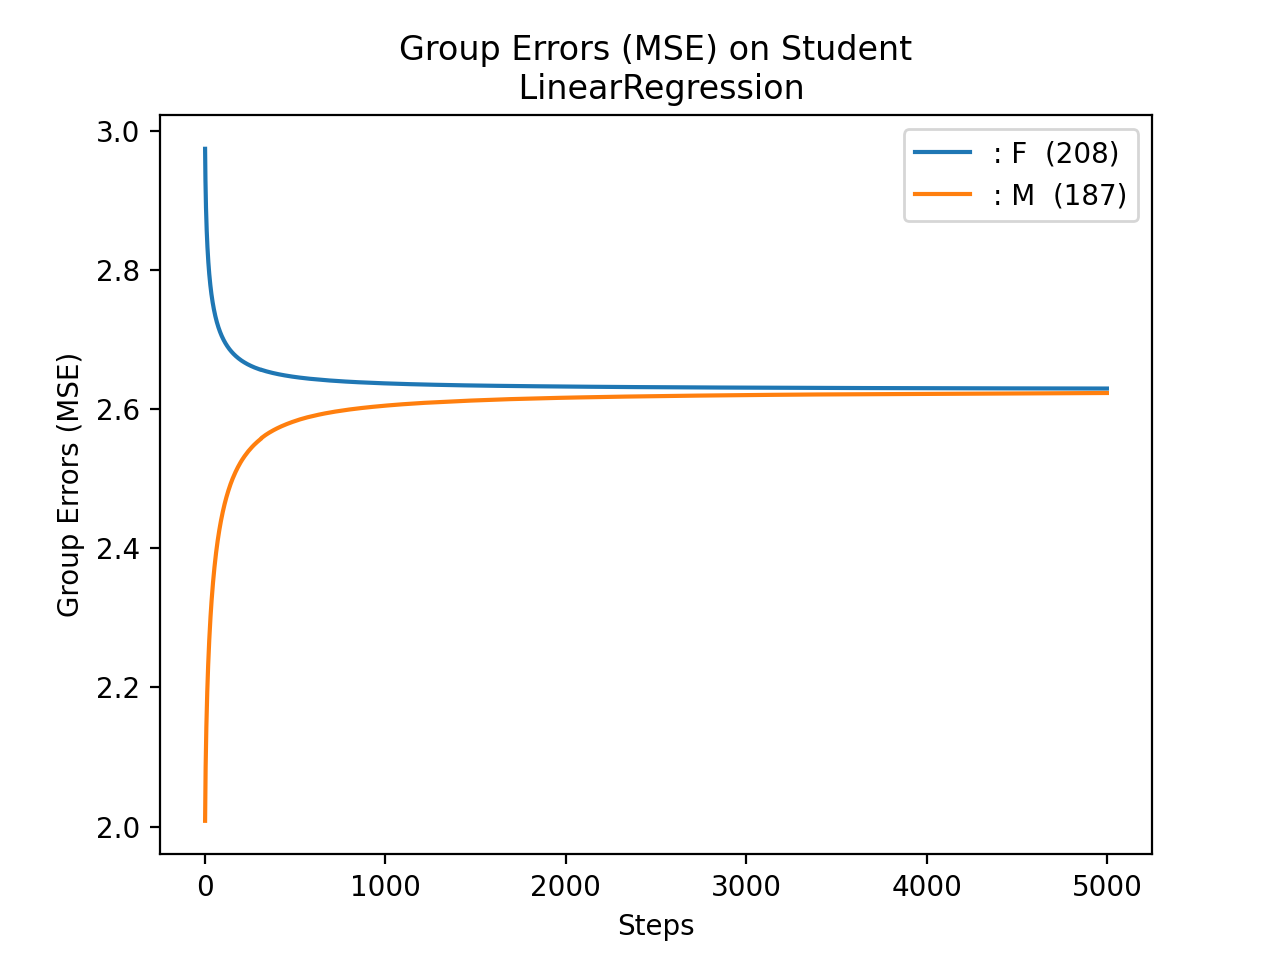 Group Errors (MSE) on Student
LinearRegression
: F (208)
: M (187)
Group Errors (MSE)
3.0
2.8
2.6
2.4
2.2
2.0
0 1000 2000 3000 4000 5000
Steps